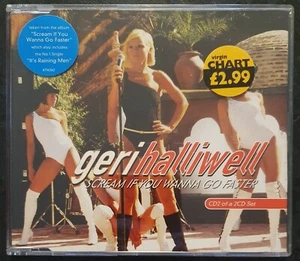 taken from the album
"Scream If You
Wanna Go Faster"
which also includes
the No.1 Single
"It's Raining Men"
virgin
CHART
£2.99
geri halliwell
SCREAM IF YOU WANNA GO FASTER
CD2 of a 2CD Set